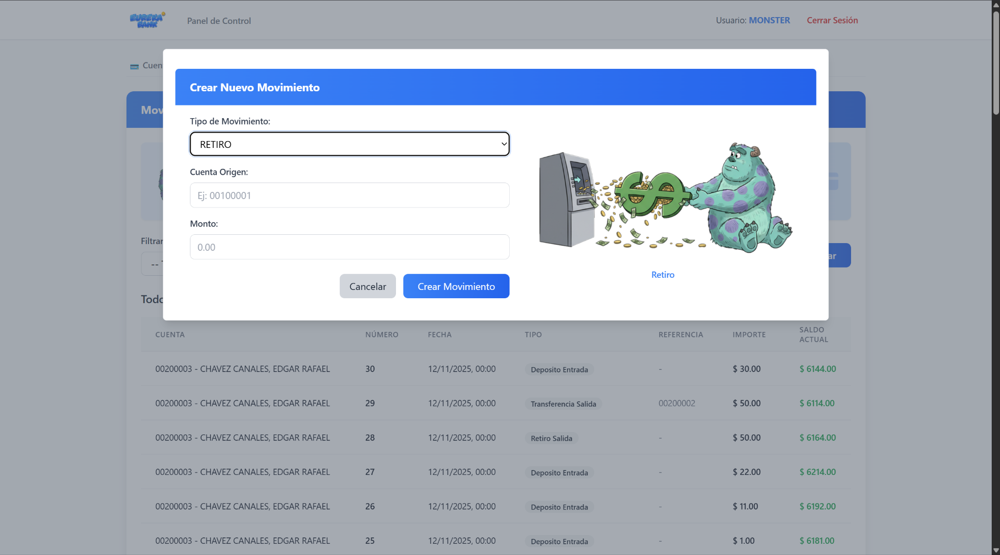 EUREKA BANK
Panel de Control
Usuario: MONSTER
Cerrar Sesión
Crear Nuevo Movimiento
Tipo de Movimiento:
RETIRO
Cuenta Origen:
Ej: 00100001
Monto:
0.00
Cancelar
Crear Movimiento
Retiro
CUENTA NÚMERO FECHA TIPO REFERENCIA IMPORTE SALDO ACTUAL
00200003 - CHAVEZ CANALES, EDGAR RAFAEL 30 12/11/2025, 00:00 Deposito Entrada - $ 30.00 $ 6144.00
00200003 - CHAVEZ CANALES, EDGAR RAFAEL 29 12/11/2025, 00:00 Transferencia Salida 00200002 $ 50.00 $ 6114.00
00200003 - CHAVEZ CANALES, EDGAR RAFAEL 28 12/11/2025, 00:00 Retiro Salida - $ 50.00 $ 6164.00
00200003 - CHAVEZ CANALES, EDGAR RAFAEL 27 12/11/2025, 00:00 Deposito Entrada - $ 22.00 $ 6214.00
00200003 - CHAVEZ CANALES, EDGAR RAFAEL 26 12/11/2025, 00:00 Deposito Entrada - $ 11.00 $ 6192.00
00200003 - CHAVEZ CANALES, EDGAR RAFAEL 25 12/11/2025, 00:00 Deposito Entrada - $ 1.00 $ 6181.00